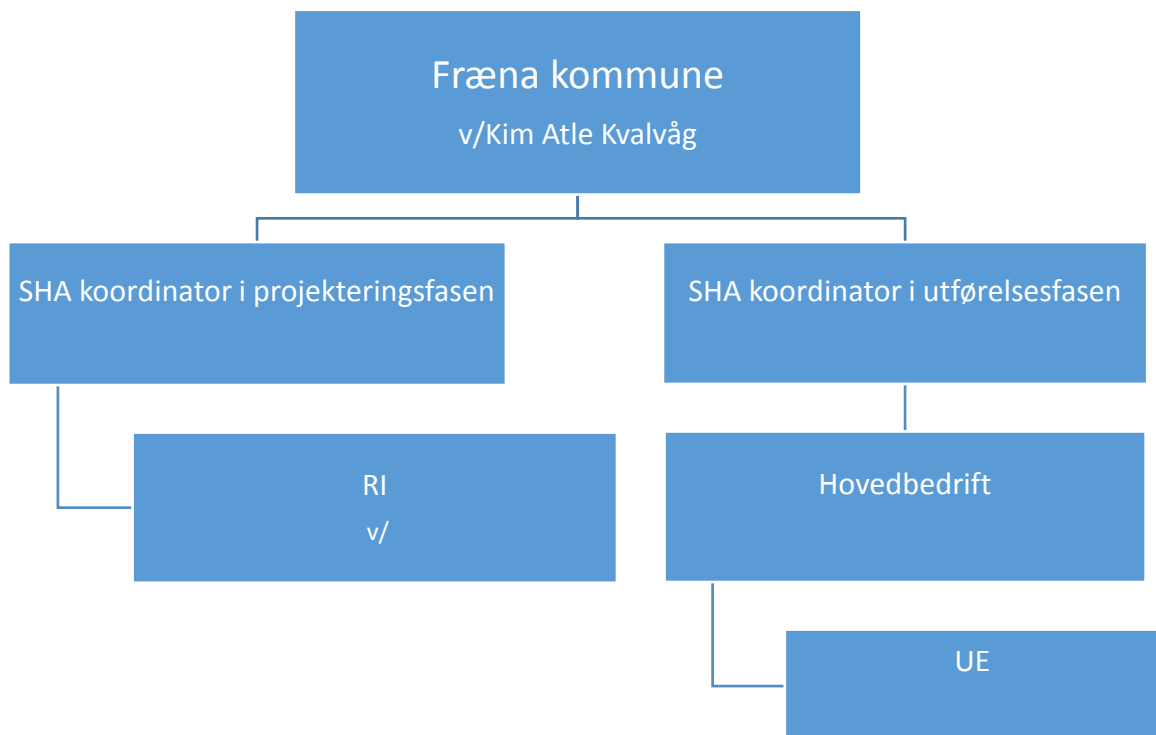 Fræna kommune
v/Kim Atle Kvalvåg
SHA koordinator i projekteringsfasen
SHA koordinator i utførelsesfasen
RI
v/
Hovedbedrift
UE